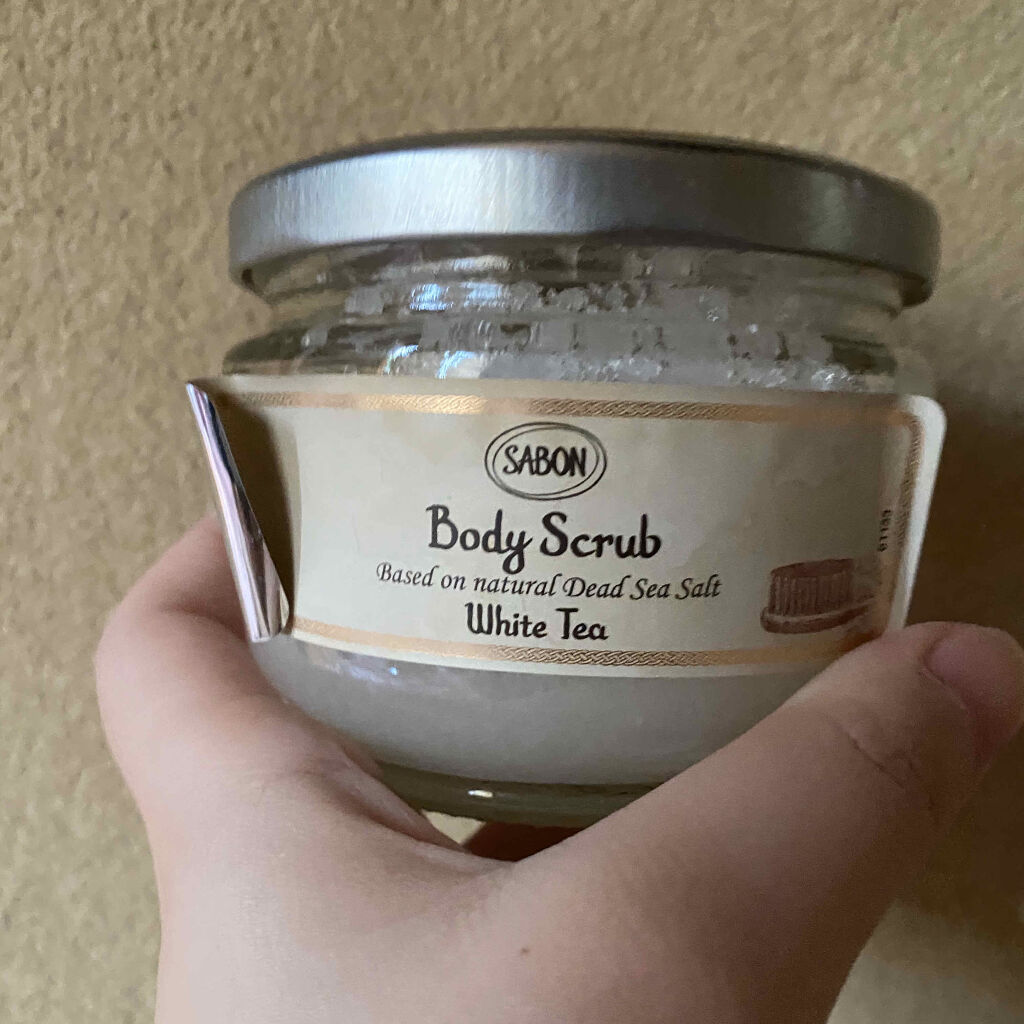 SABON
Body Scrub
Based on natural Dead Sea Salt
White Tea